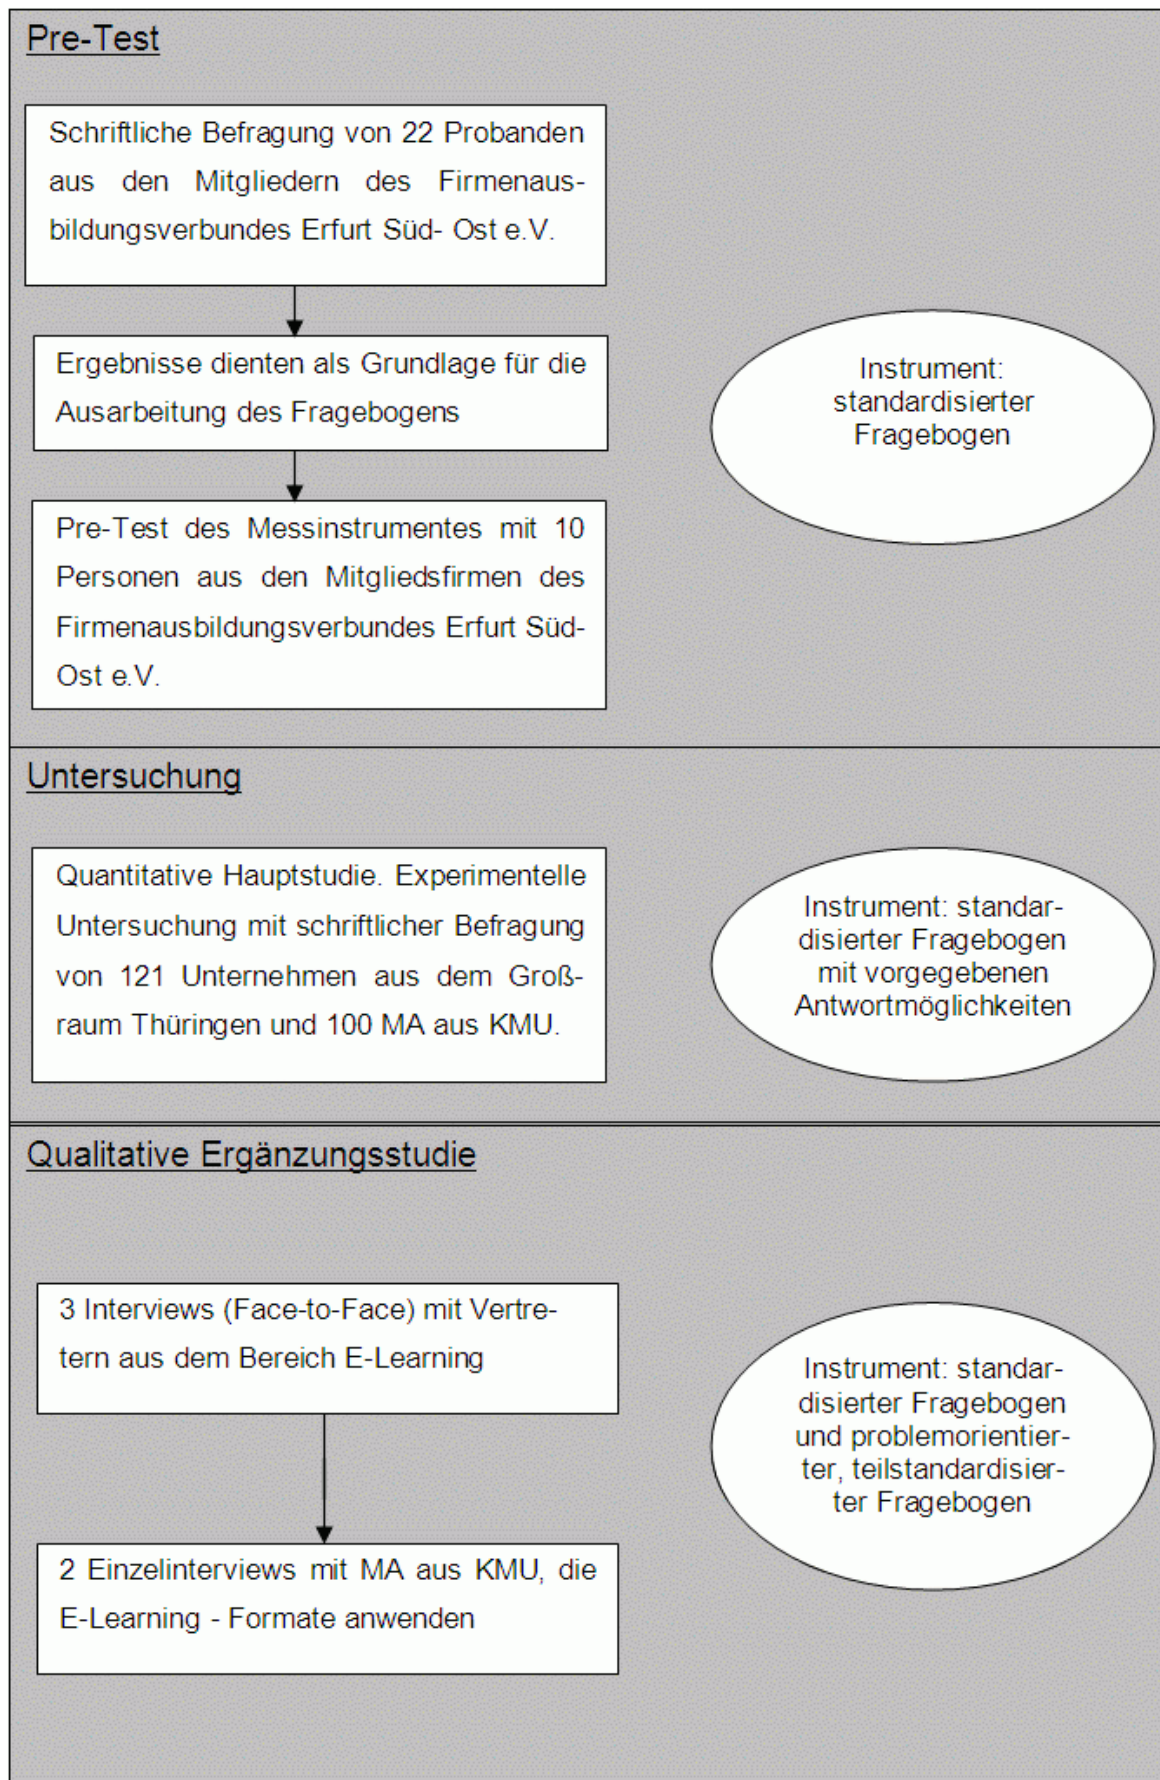 Pre-Test
Schriftliche Befragung von 22 Probanden
aus den Mitgliedern des Firmenaus-
bildungsverbundes Erfurt Süd- Ost e.V.
Ergebnisse dienten als Grundlage für die
Ausarbeitung des Fragebogens
Pre-Test des Messinstrumentes mit 10
Personen aus den Mitgliedsfirmen des
Firmenausbildungsverbundes Erfurt Süd-
Ost e.V.
Instrument:
standardisierter
Fragebogen
Untersuchung
Quantitative Hauptstudie. Experimentelle
Untersuchung mit schriftlicher Befragung
von 121 Unternehmen aus dem Groß-
raum Thüringen und 100 MA aus KMU.
Instrument: standar-
disierter Fragebogen
mit vorgegebenen
Antwortmöglichkeiten
Qualitative Ergänzungsstudie
3 Interviews (Face-to-Face) mit Vertre-
tern aus dem Bereich E-Learning
2 Einzelinterviews mit MA aus KMU, die
E-Learning - Formate anwenden
Instrument: standar-
disierter Fragebogen
und problemorientier-
ter, teilstandardisier-
ter Fragebogen